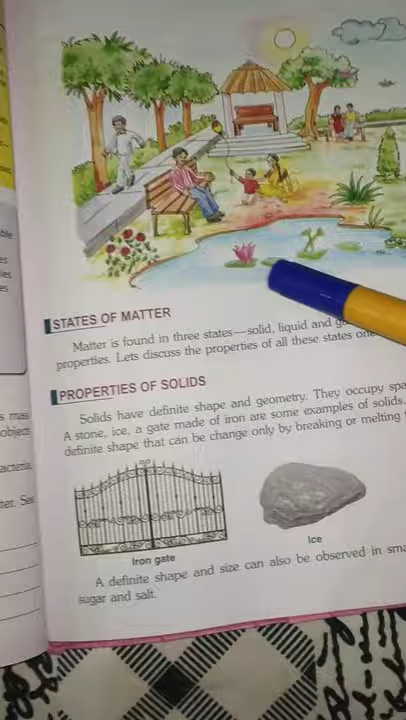 STATES OF MATTER
Matter is found in three states—solid, liquid and
properties. Lets discuss the properties of all these states
PROPERTIES OF SOLIDS
Solids have definite shape and geometry. They occupy
A stone, ice, a gate made of iron are some examples of solids.
definite shape that can be change only by breaking or melting
Iron gate
Ice
A definite shape and size can also be observed in
sugar and salt.